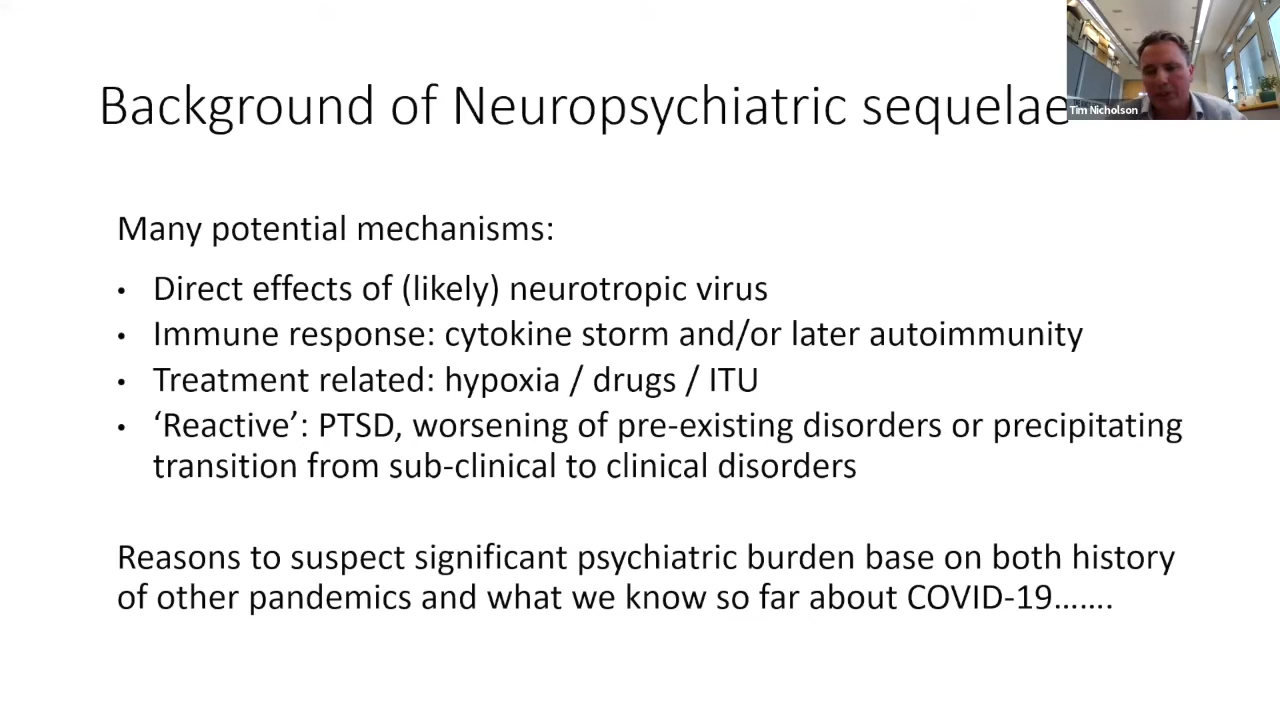 Background of Neuropsychiatric sequelae
Tim Nicholson
Many potential mechanisms:
• Direct effects of (likely) neurotropic virus
• Immune response: cytokine storm and/or later autoimmunity
• Treatment related: hypoxia / drugs / ITU
• ‘Reactive’: PTSD, worsening of pre-existing disorders or precipitating
transition from sub-clinical to clinical disorders
Reasons to suspect significant psychiatric burden base on both history
of other pandemics and what we know so far about COVID-19…….